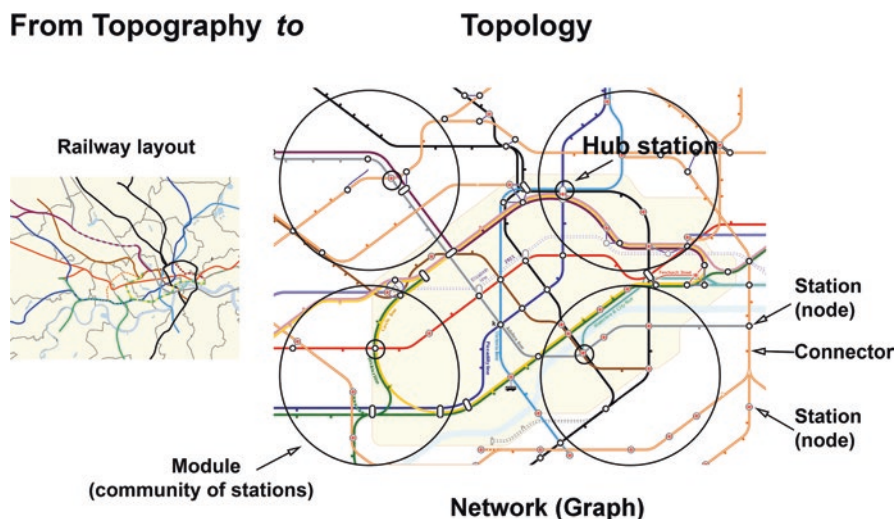 From Topography to Topology
Railway layout
Hub station
Station
(node)
Connector
Station
(node)
Module
(community of stations)
Network (Graph)